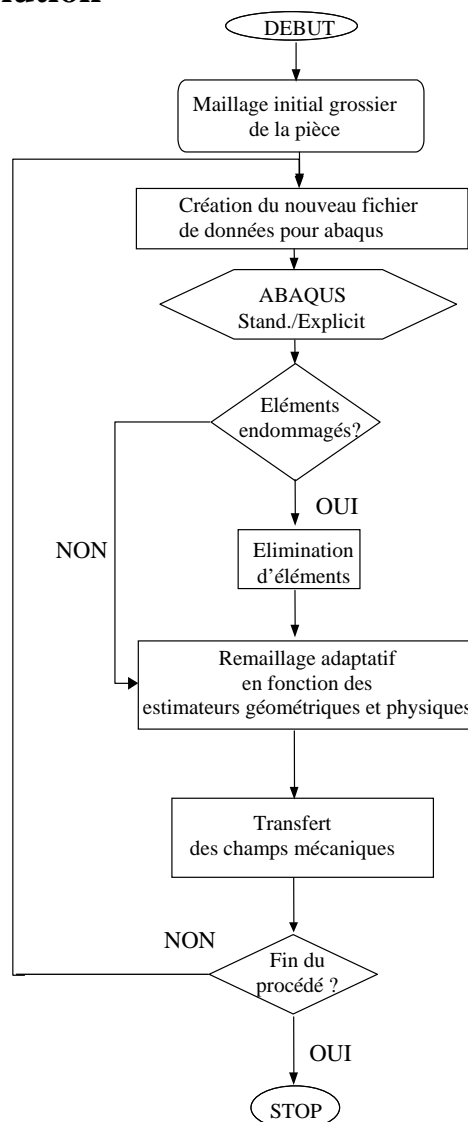 DEBUT
Maillage initial grossier
de la pièce
Création du nouveau fichier
de données pour abaqus
ABAQUS
Stand./Explicit
Eléments
endommagés?
OUI
NON
Elimination
d'éléments
Remaillage adaptatif
en fonction des
estimateurs géométriques et physiques
Transfert
des champs mécaniques
NON
Fin du
procédé ?
OUI
STOP